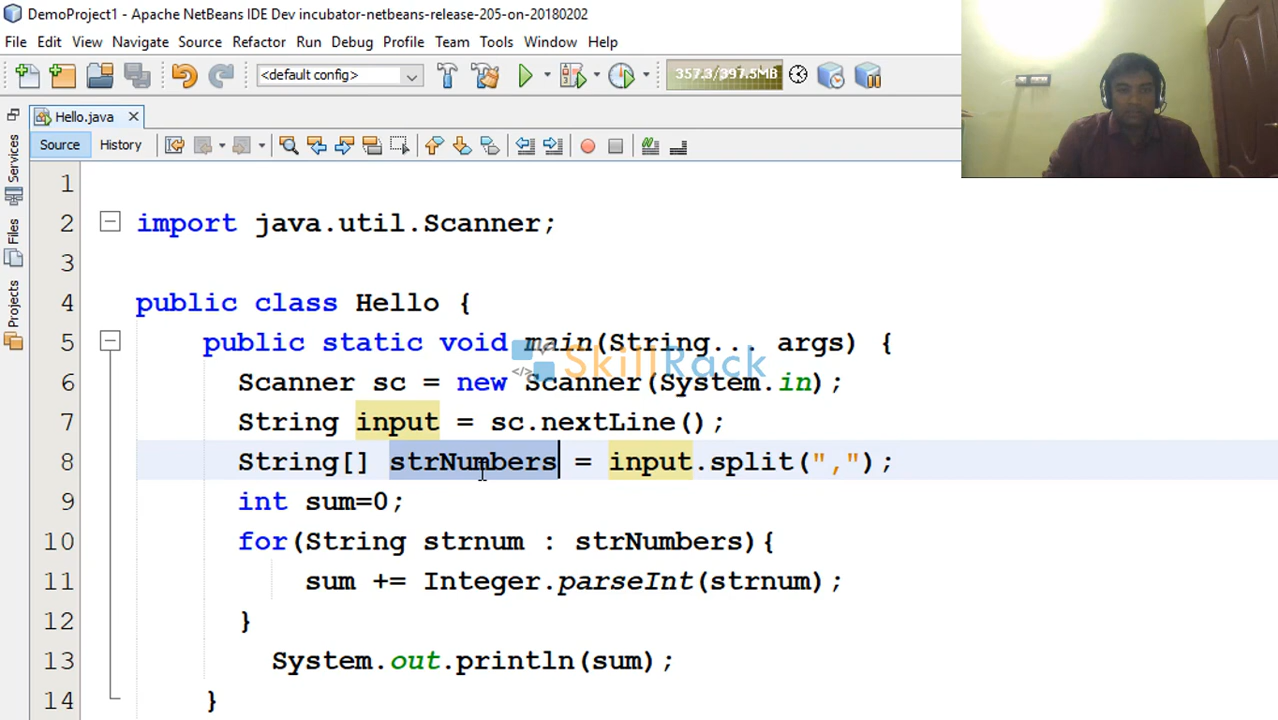 DemoProject1 - Apache NetBeans IDE Dev incubator-netbeans-release-205-on-20180202
File Edit View Navigate Source Refactor Run Debug Profile Team Tools Window Help
<default config>
357.3/397.5MB
Hello.java
Source History
Services
Files
Projects
1
2 import java.util.Scanner;
3
4 public class Hello {
5 public static void main(String... args) {
SkillRack
6 Scanner sc = new Scanner(System.in);
7 String input = sc.nextLine();
8 String[] strNumbers = input.split(",");
9 int sum=0;
10 for(String strnum : strNumbers){
11 sum += Integer.parseInt(strnum);
12 }
13 System.out.println(sum);
14 }